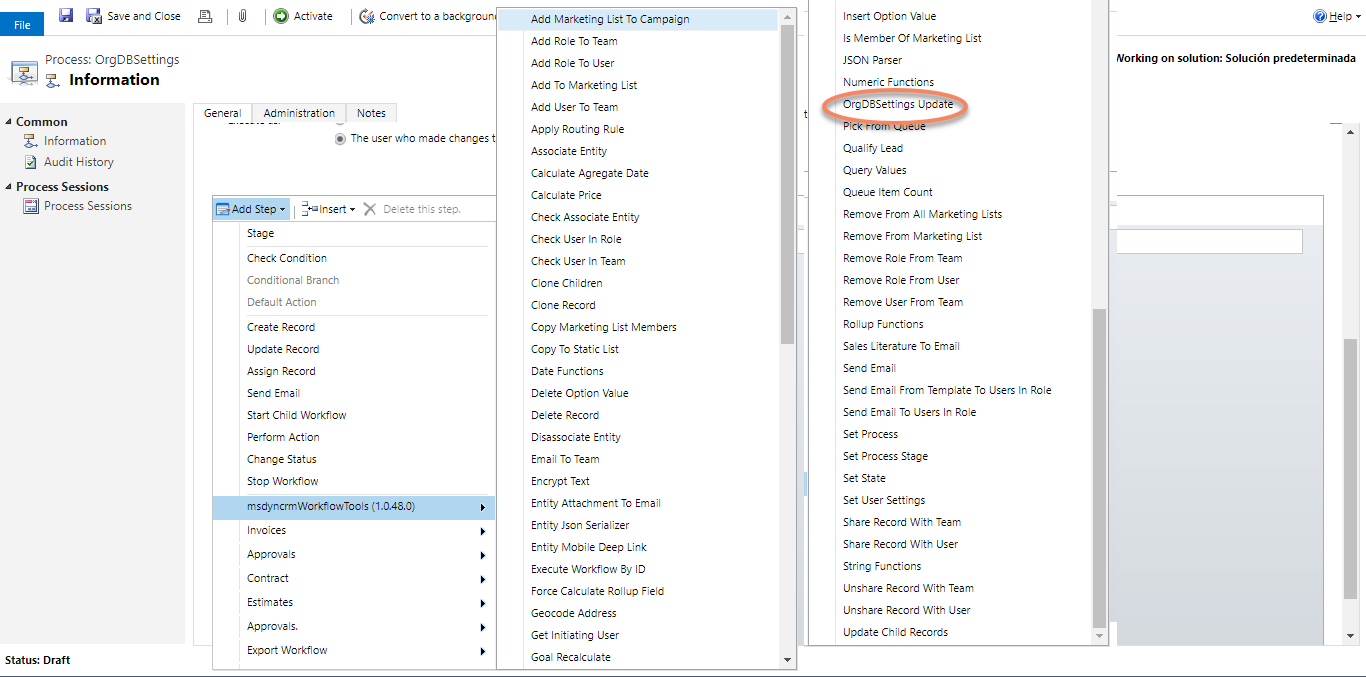 File
Save and Close
Activate
Convert to a backgroun
Help
Process: OrgDBSettings
Information
Working on solution: Solución predeterminada
Common
Information
Audit History
Process Sessions
Process Sessions
General
Administration
Notes
The user who made changes t
Add Step
Insert
Delete this step.
Stage
Check Condition
Conditional Branch
Default Action
Create Record
Update Record
Assign Record
Send Email
Start Child Workflow
Perform Action
Change Status
Stop Workflow
msdyncrmWorkflowTools (1.0.48.0)
Invoices
Approvals
Contract
Estimates
Approvals.
Export Workflow
Add Marketing List To Campaign
Add Role To Team
Add Role To User
Add To Marketing List
Add User To Team
Apply Routing Rule
Associate Entity
Calculate Agregate Date
Calculate Price
Check Associate Entity
Check User In Role
Check User In Team
Clone Children
Clone Record
Copy Marketing List Members
Copy To Static List
Date Functions
Delete Option Value
Delete Record
Disassociate Entity
Email To Team
Encrypt Text
Entity Attachment To Email
Entity Json Serializer
Entity Mobile Deep Link
Execute Workflow By ID
Force Calculate Rollup Field
Geocode Address
Get Initiating User
Goal Recalculate
Insert Option Value
Is Member Of Marketing List
JSON Parser
Numeric Functions
OrgDBSettings Update
Pick From Queue
Qualify Lead
Query Values
Queue Item Count
Remove From All Marketing Lists
Remove From Marketing List
Remove Role From Team
Remove Role From User
Remove User From Team
Rollup Functions
Sales Literature To Email
Send Email
Send Email From Template To Users In Role
Send Email To Users In Role
Set Process
Set Process Stage
Set State
Set User Settings
Share Record With Team
Share Record With User
String Functions
Unshare Record With Team
Unshare Record With User
Update Child Records
Status: Draft